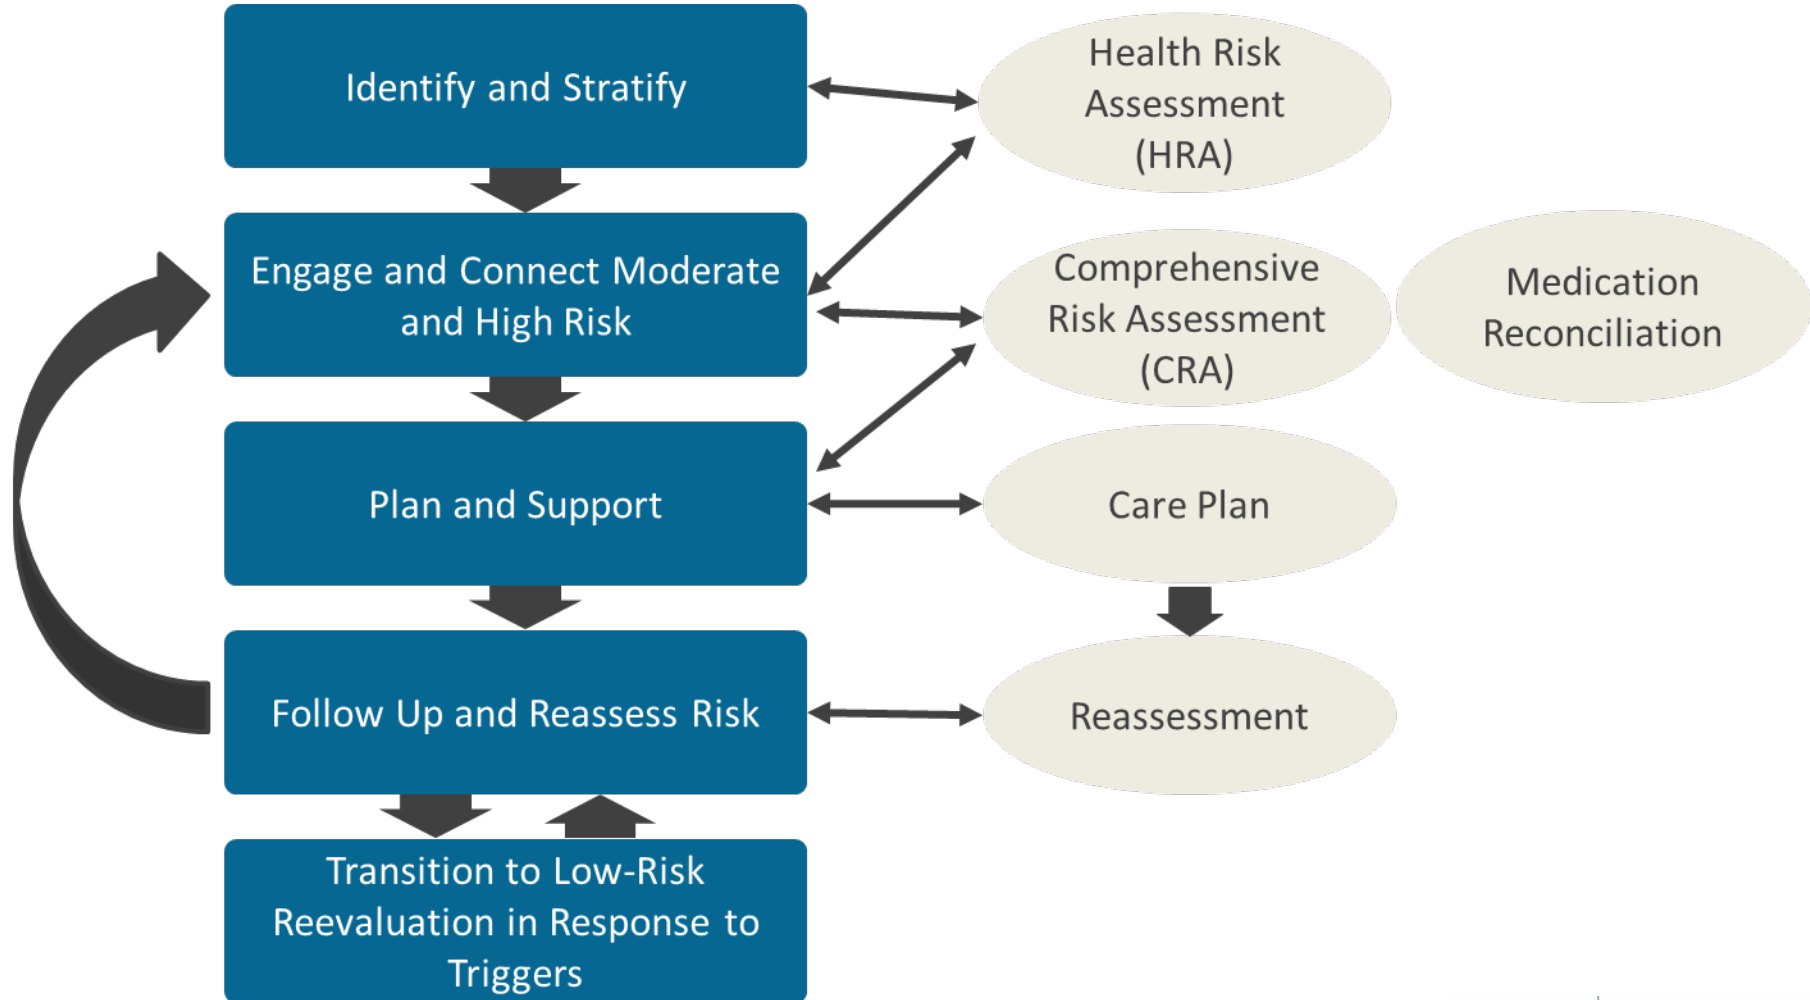 Identify and Stratify
Health Risk
Assessment
(HRA)
Engage and Connect Moderate
and High Risk
Comprehensive
Risk Assessment
(CRA)
Medication
Reconciliation
Plan and Support
Care Plan
Follow Up and Reassess Risk
Reassessment
Transition to Low-Risk
Reevaluation in Response to
Triggers